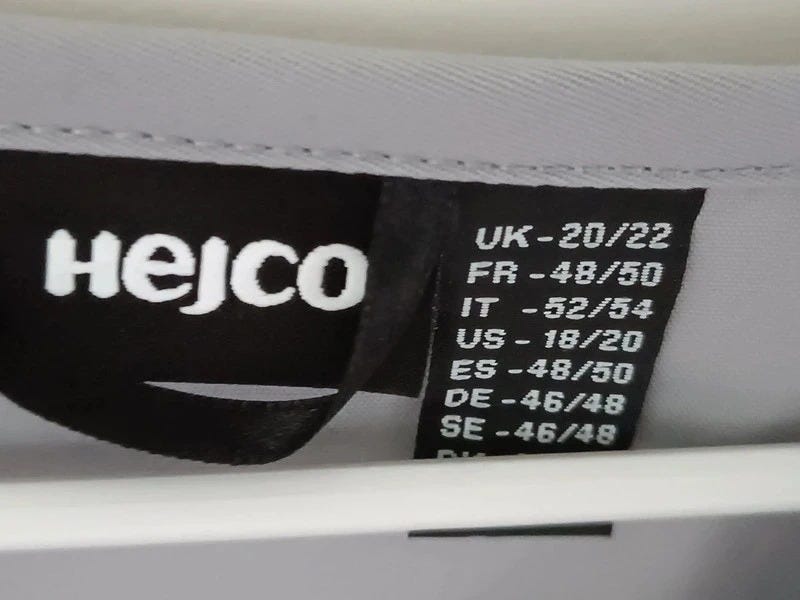 HEJCO
UK-20/22
FR-48/50
IT -52/54
US-18/20
ES-48/50
DE-46/48
SE-46/48